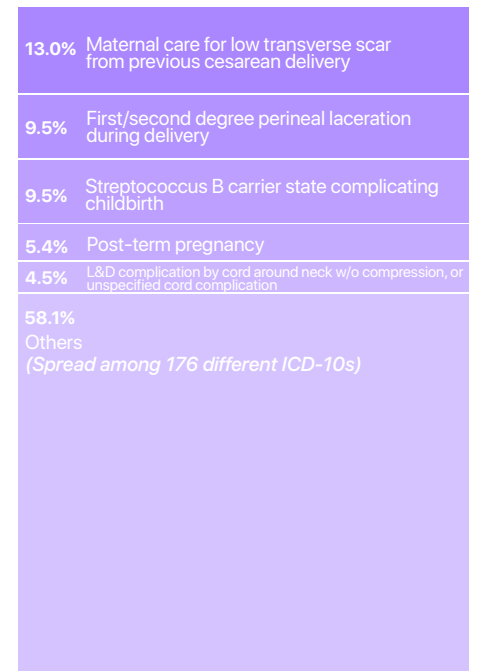 13.0% Maternal care for low transverse scar
from previous cesarean delivery
9.5% First/second degree perineal laceration
during delivery
9.5% Streptococcus B carrier state complicating
childbirth
5.4% Post-term pregnancy
4.5% L&D complication by cord around neck w/o compression, or
unspecified cord complication
58.1%
Others
(Spread among 176 different ICD-10s)